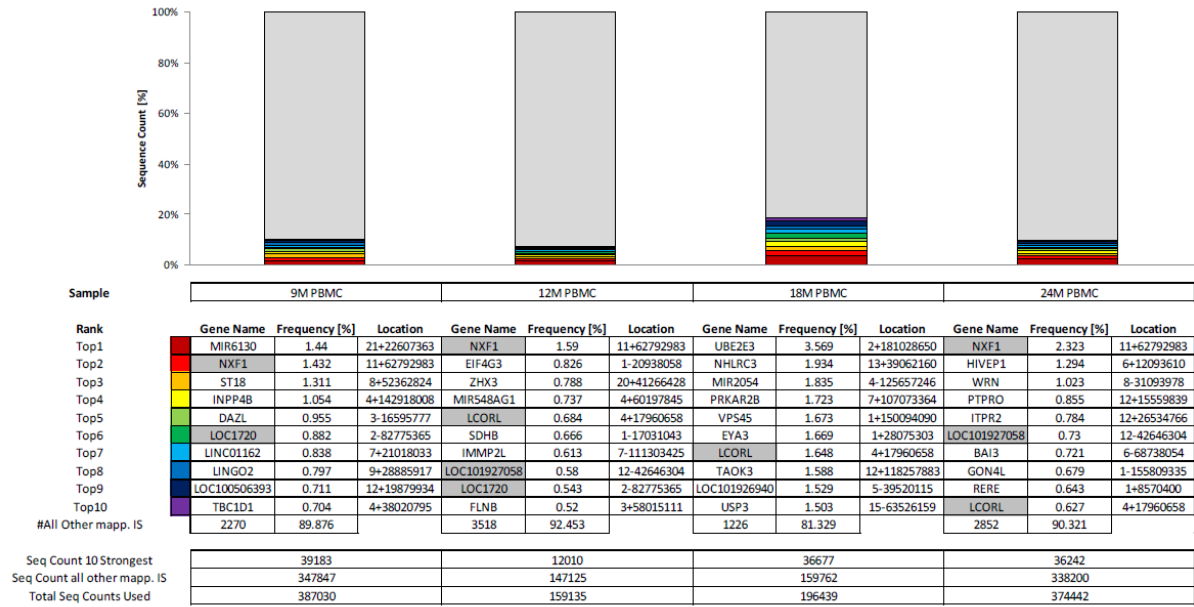 100%
80%
60%
40%
20%
0%
Sequence Count [%]
Sample 9M PBMC 12M PBMC 18M PBMC 24M PBMC
Rank Gene Name Frequency [%] Location Gene Name Frequency [%] Location Gene Name Frequency [%] Location Gene Name Frequency [%] Location
Top1 MIR6130 1.44 21+22607363 NXF1 1.59 11+62792983 UBE2E3 3.569 2+181028650 NXF1 2.323 11+62792983
Top2 NXF1 1.432 11+62792983 EIF4G3 0.826 1-20938058 NHLRC3 1.934 13+39062160 HIVEP1 1.294 6+12093610
Top3 ST18 1.311 8+52362824 ZHX3 0.788 20+41266428 MIR2054 1.835 4-125657246 WRN 1.023 8-31093978
Top4 INPP4B 1.054 4+142918008 MIR548AG1 0.737 4+60197845 PRKAR2B 1.723 7+107073364 PTPRO 0.855 12+15559839
Top5 DAZL 0.955 3-16595777 LCORL 0.684 4+17960658 VPS45 1.673 1+150094090 ITPR2 0.784 12+26534766
Top6 LOC1720 0.882 2-82775365 SDHB 0.666 1-17031043 EYA3 1.669 1+28075303 LOC101927058 0.73 12-42646304
Top7 LINC01162 0.838 7+21018033 IMMP2L 0.613 7-111303425 LCORL 1.648 4+17960658 BAI3 0.721 6-68738054
Top8 LINGO2 0.797 9+28885917 LOC101927058 0.58 12-42646304 TAOK3 1.588 12+118257883 GON4L 0.679 1-155809335
Top9 LOC100506393 0.711 12+19879934 LOC1720 0.543 2-82775365 LOC101926940 1.529 5-39520115 RERE 0.643 1+8570400
Top10 TBC1D1 0.704 4+38020795 FLNB 0.52 3+58015111 USP3 1.503 15-63526159 LCORL 0.627 4+17960658
#All Other mapp. IS 2270 89.876 3518 92.453 1226 81.329 2852 90.321
Seq Count 10 Strongest 39183 12010 36677 36242
Seq Count all other mapp. IS 347847 147125 159762 338200
Total Seq Counts Used 387030 159135 196439 374442